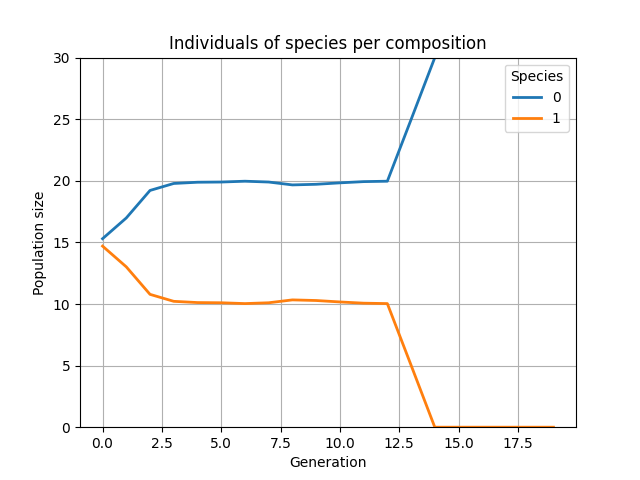 Individuals of species per composition
Species
0
1
Population size
30
25
20
15
10
5
0
0.0 2.5 5.0 7.5 10.0 12.5 15.0 17.5
Generation